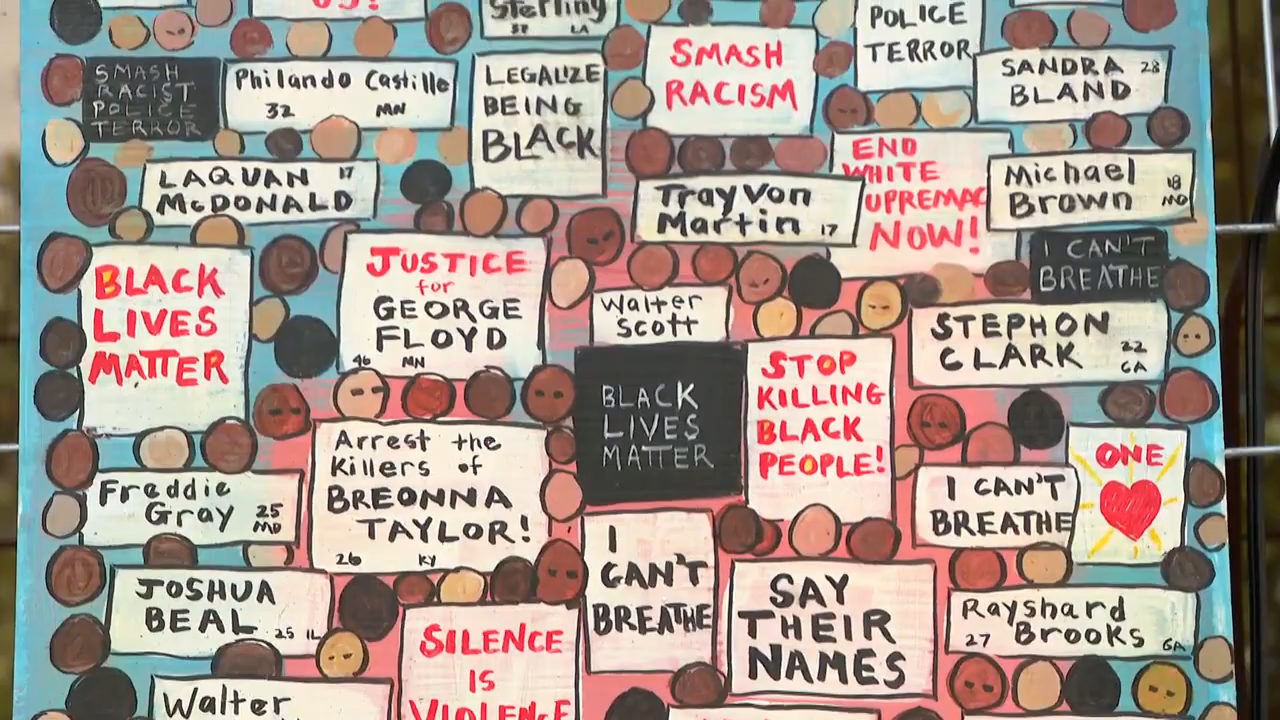 US!
Sterling
LA
POLICE
TERROR
SMASH
RACIST
POLICE
TERROR
Philando Castille
32 MN
LEGALIZE
BEING
BLACK
SMASH
RACISM
SANDRA 28
BLAND
LAQUAN 17
McDONALD
Trayvon
Martin 17
END
WHITE
UPREMAC
NOW!
Michael
Brown 18
MO
I CAN'T
BREATHE
BLACK
LIVES
MATTER
JUSTICE
for
GEORGE
FLOYD
46 MN
Walter
Scott
STEPHON
CLARK 22
CA
BLACK
LIVES
MATTER
STOP
KILLING
BLACK
PEOPLE!
Freddie
Gray 25
MD
Arrest the
Killers of
BREONNA
TAYLOR!
26 KY
I CAN'T
BREATHE
ONE
I
CAN'T
BREATHE
JOSHUA
BEAL 25 IL
SAY
THEIR
NAMES
Rayshard
27 Brooks GA
SILENCE
IS
VIOLENCE
Walter